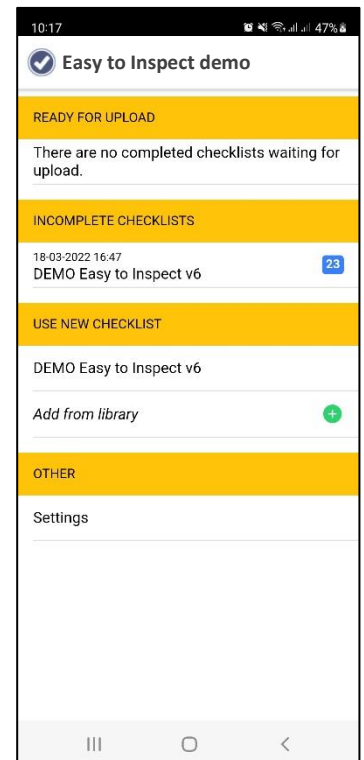 10:17 47%
Easy to Inspect demo
READY FOR UPLOAD
There are no completed checklists waiting for
upload.
INCOMPLETE CHECKLISTS
18-03-2022 16:47
DEMO Easy to Inspect v6
23
USE NEW CHECKLIST
DEMO Easy to Inspect v6
Add from library
OTHER
Settings